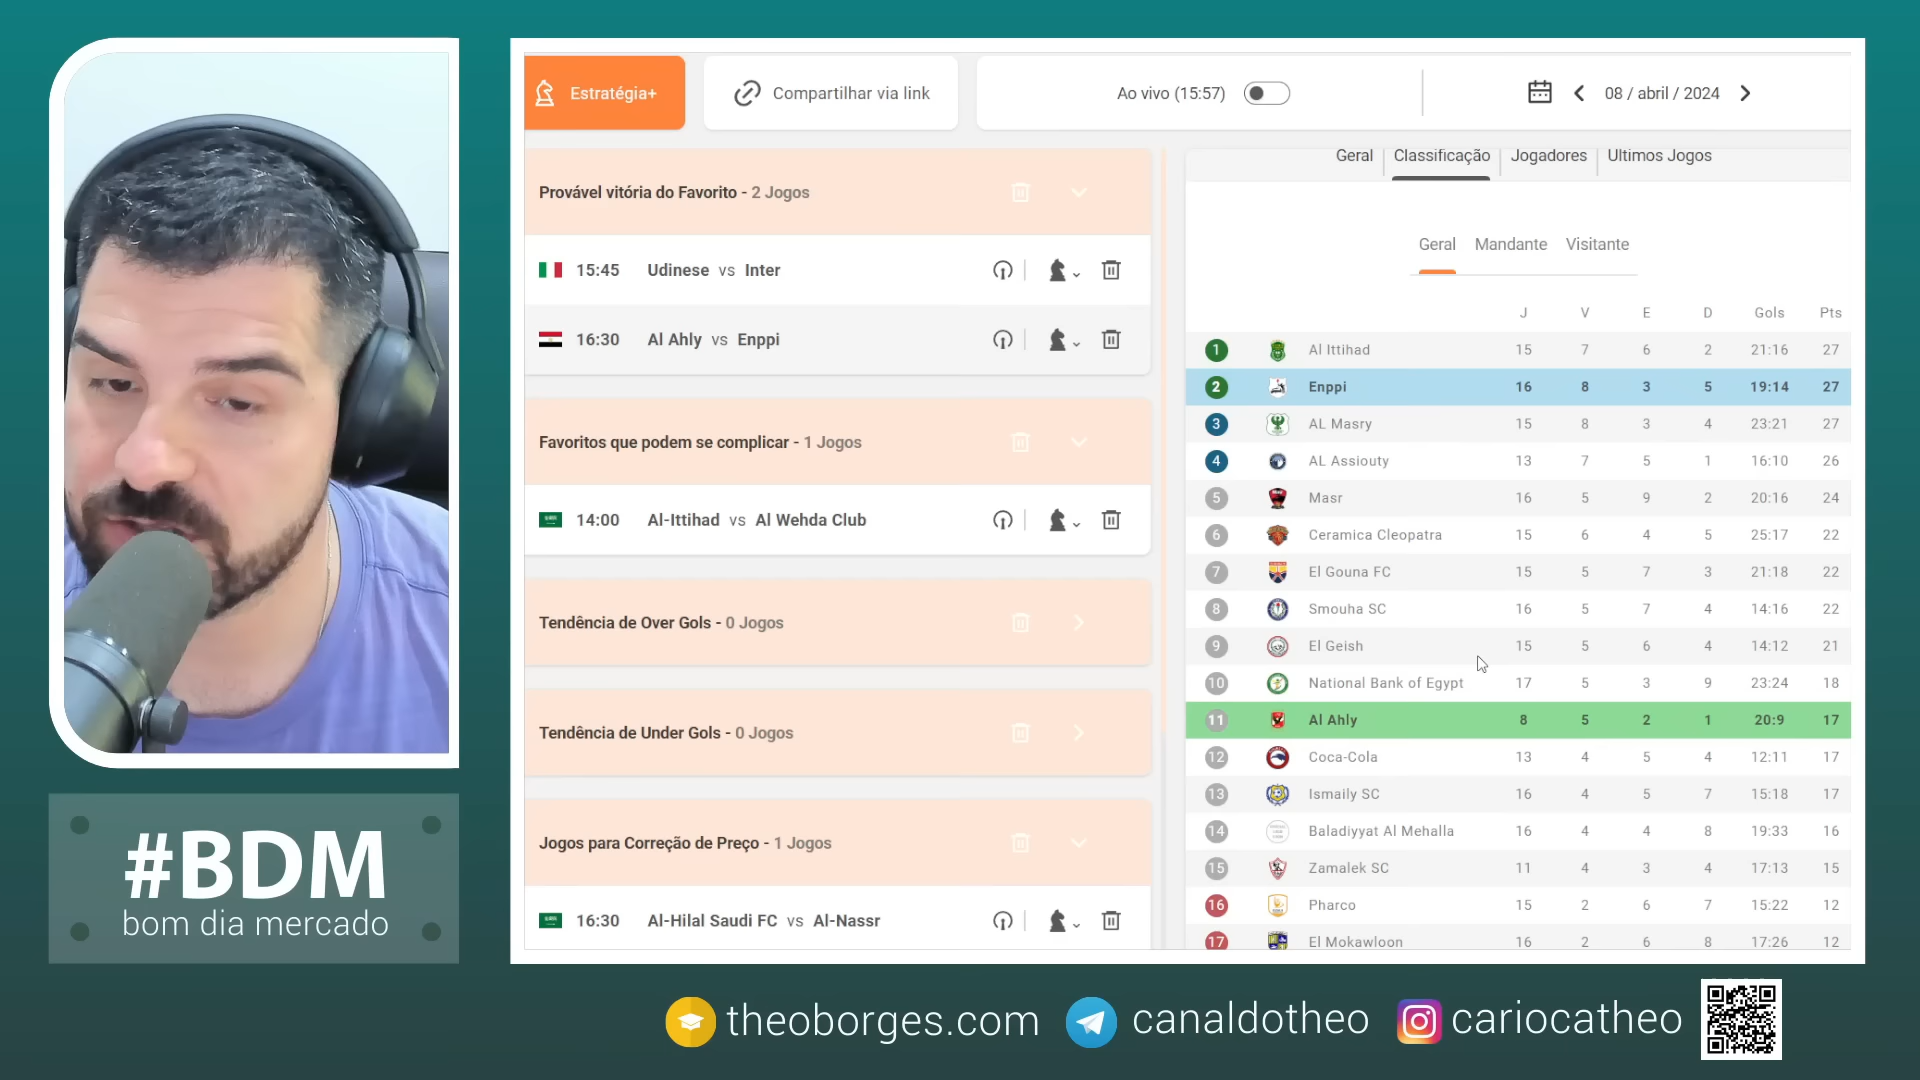 Estratégia+
Compartilhar via link
Ao vivo (15:57)
08 / abril / 2024
Provável vitória do Favorito - 2 Jogos
15:45 Udinese vs Inter
16:30 Al Ahly vs Enppi
Favoritos que podem se complicar - 1 Jogos
14:00 Al-Ittihad vs Al Wehda Club
Tendência de Over Gols - 0 Jogos
Tendência de Under Gols - 0 Jogos
Jogos para Correção de Preço - 1 Jogos
16:30 Al-Hilal Saudi FC vs Al-Nassr
Geral Classificação Jogadores Ultimos Jogos
Geral Mandante Visitante
J V E D Gols Pts
1 Al Ittihad 15 7 6 2 21:16 27
2 Enppi 16 8 3 5 19:14 27
3 AL Masry 15 8 3 4 23:21 27
4 AL Assiouty 13 7 5 1 16:10 26
5 Masr 16 5 9 2 20:16 24
6 Ceramica Cleopatra 15 6 4 5 25:17 22
7 El Gouna FC 15 5 7 3 21:18 22
8 Smouha SC 16 5 7 4 14:16 22
9 El Geish 15 5 6 4 14:12 21
10 National Bank of Egypt 17 5 3 9 23:24 18
11 Al Ahly 8 5 2 1 20:9 17
12 Coca-Cola 13 4 5 4 12:11 17
13 Ismaily SC 16 4 5 7 15:18 17
14 Baladiyyat Al Mehalla 16 4 4 8 19:33 16
15 Zamalek SC 11 4 3 4 17:13 15
16 Pharco 15 2 6 7 15:22 12
17 El Mokawloon 16 2 6 8 17:26 12
#BDM
bom dia mercado
theoborges.com
canaldotheo
cariocatheo